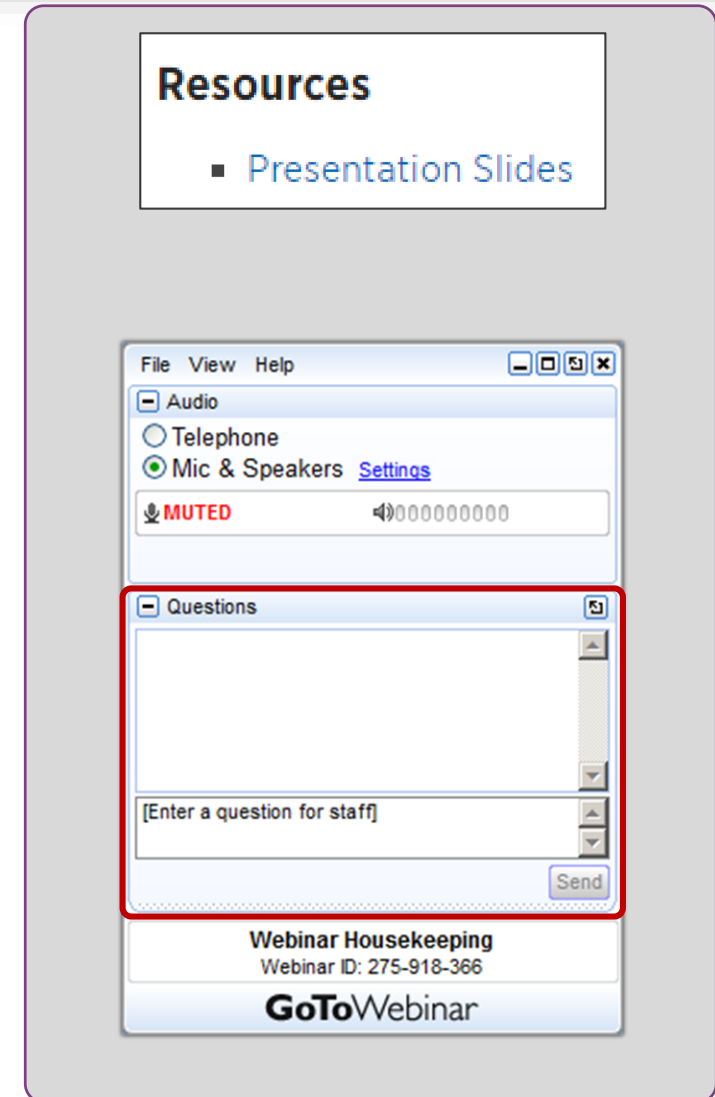 Resources
▪ Presentation Slides
File View Help
Audio
Telephone
Mic & Speakers Settings
MUTED 000000000
Questions
[Enter a question for staff]
Send
Webinar Housekeeping
Webinar ID: 275-918-366
GoToWebinar